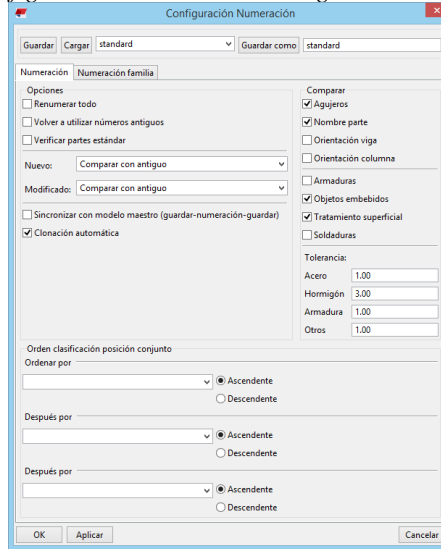 Configuración Numeración
Guardar Cargar standard Guardar como standard
Numeración Numeración familia
Opciones
Renumerar todo
Volver a utilizar números antiguos
Verificar partes estándar
Nuevo: Comparar con antiguo
Modificado: Comparar con antiguo
Sincronizar con modelo maestro (guardar-numeración-guardar)
Clonación automática
Comparar
Agujeros
Nombre parte
Orientación viga
Orientación columna
Armaduras
Objetos embebidos
Tratamiento superficial
Soldaduras
Tolerancia:
Acero 1.00
Hormigón 3.00
Armadura 1.00
Otros 1.00
Orden clasificación posición conjunto
Ordenar por
Ascendente
Descendente
Después por
Ascendente
Descendente
Después por
Ascendente
Descendente
OK Aplicar Cancelar